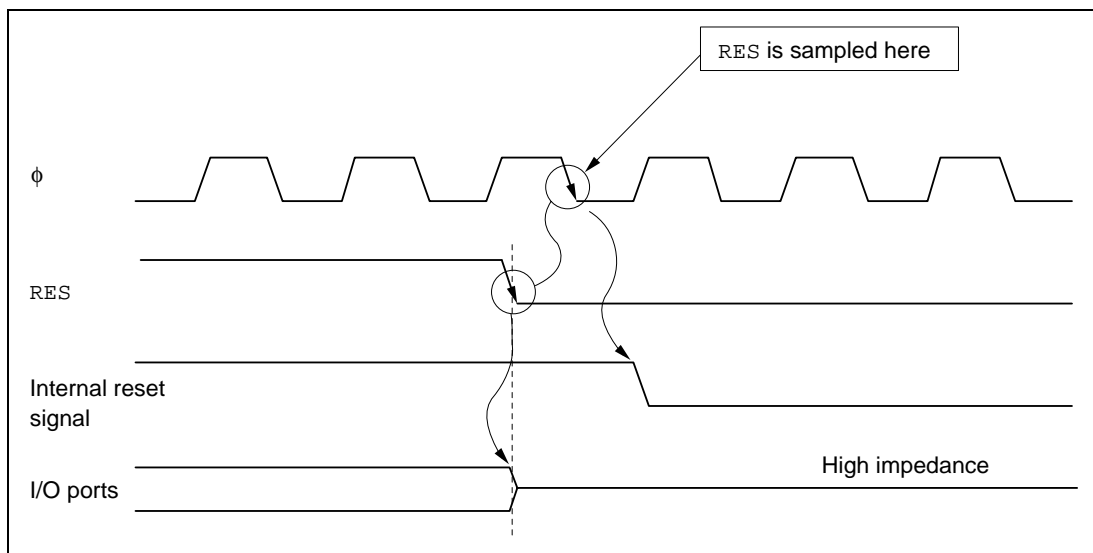 RES is sampled here
φ
RES
Internal reset
signal
High impedance
I/O ports